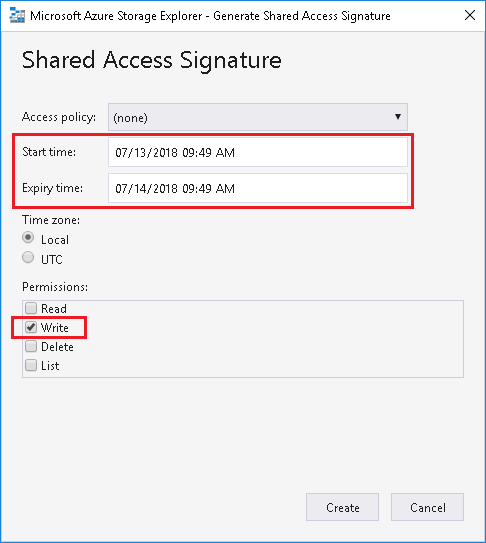 Microsoft Azure Storage Explorer - Generate Shared Access Signature
Shared Access Signature
Access policy: (none)
Start time: 07/13/2018 09:49 AM
Expiry time: 07/14/2018 09:49 AM
Time zone:
Local
UTC
Permissions:
Read
Write
Delete
List
Create Cancel